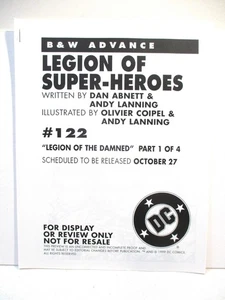 B&W ADVANCE
LEGION OF
SUPER-HEROES
WRITTEN BY DAN ABNETT &
ANDY LANNING
ILLUSTRATED BY OLIVIER COIPEL &
ANDY LANNING
#122
"LEGION OF THE DAMNED" PART 1 OF 4
SCHEDULED TO BE RELEASED OCTOBER 27
DC
FOR DISPLAY
OR REVIEW ONLY
NOT FOR RESALE